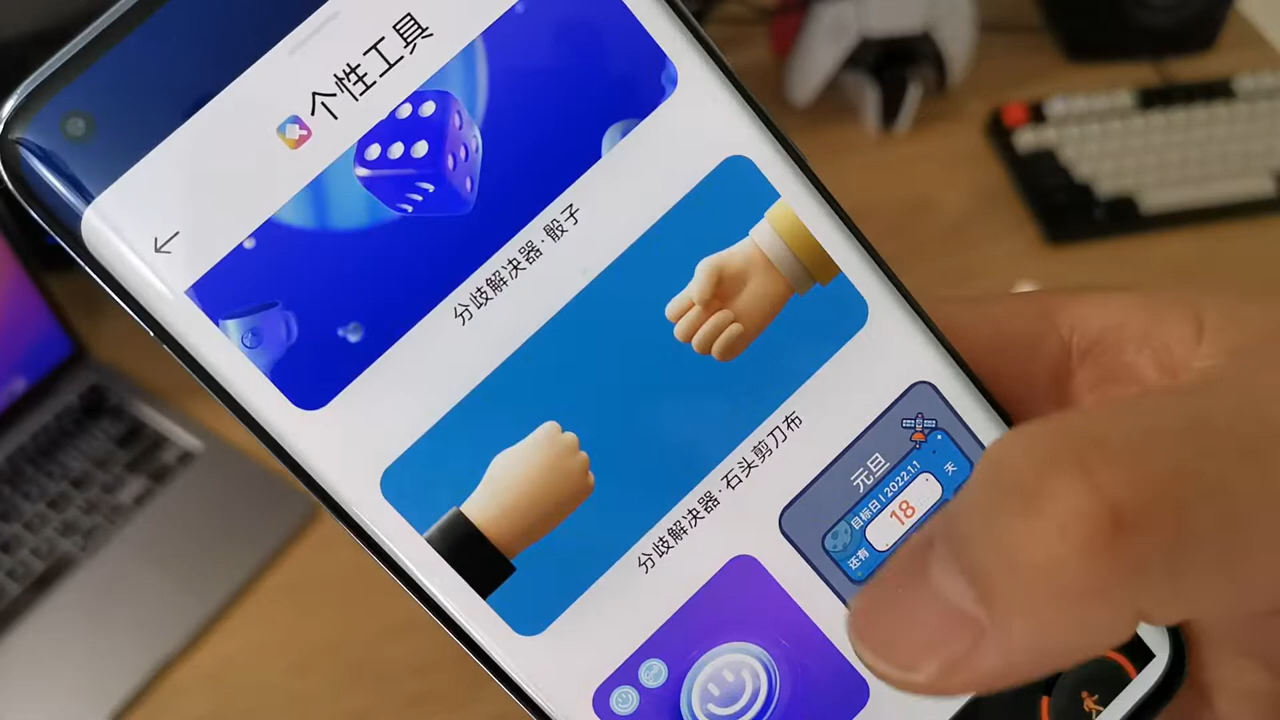 个性工具
分歧解决器·骰子
分歧解决器·石头剪刀布
元旦
目标日 | 2022.1.1
还有
18
天